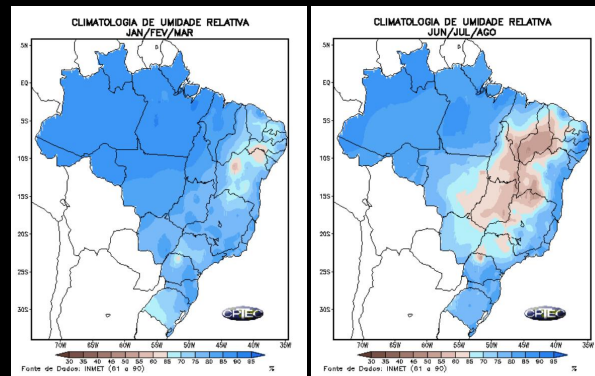 CLIMATOLOGIA DE UMIDADE RELATIVA
JAN/FEV/MAR
5N
EQ
5S
10S
15S
20S
25S
30S
70W 65W 60W 55W 50W 45W 40W 35W
CPTEC
30 35 40 45 50 55 60 65 70 75 80 85 90 95
Fonte de Dados: INMET (61 a 90) %
CLIMATOLOGIA DE UMIDADE RELATIVA
JUN/JUL/AGO
5N
EQ
5S
10S
15S
20S
25S
30S
70W 65W 60W 55W 50W 45W 40W 35W
CPTEC
30 35 40 45 50 55 60 65 70 75 80 85 90 95
Fonte de Dados: INMET (61 a 90) %